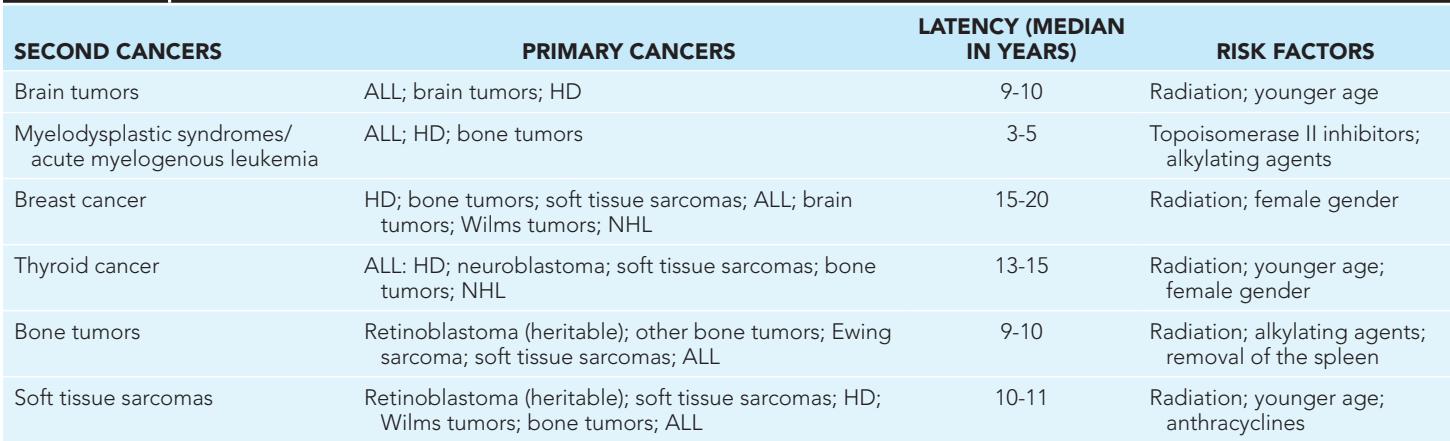 SECOND CANCERS PRIMARY CANCERS LATENCY (MEDIAN IN YEARS) RISK FACTORS
Brain tumors ALL; brain tumors; HD 9-10 Radiation; younger age
Myelodysplastic syndromes/ ALL; HD; bone tumors 3-5 Topoisomerase II inhibitors;
acute myelogenous leukemia alkylating agents
Breast cancer HD; bone tumors; soft tissue sarcomas; ALL; brain 15-20 Radiation; female gender
tumors; Wilms tumors; NHL
Thyroid cancer ALL: HD; neuroblastoma; soft tissue sarcomas; bone 13-15 Radiation; younger age;
tumors; NHL female gender
Bone tumors Retinoblastoma (heritable); other bone tumors; Ewing 9-10 Radiation; alkylating agents;
sarcoma; soft tissue sarcomas; ALL removal of the spleen
Soft tissue sarcomas Retinoblastoma (heritable); soft tissue sarcomas; HD; 10-11 Radiation; younger age;
Wilms tumors; bone tumors; ALL anthracyclines